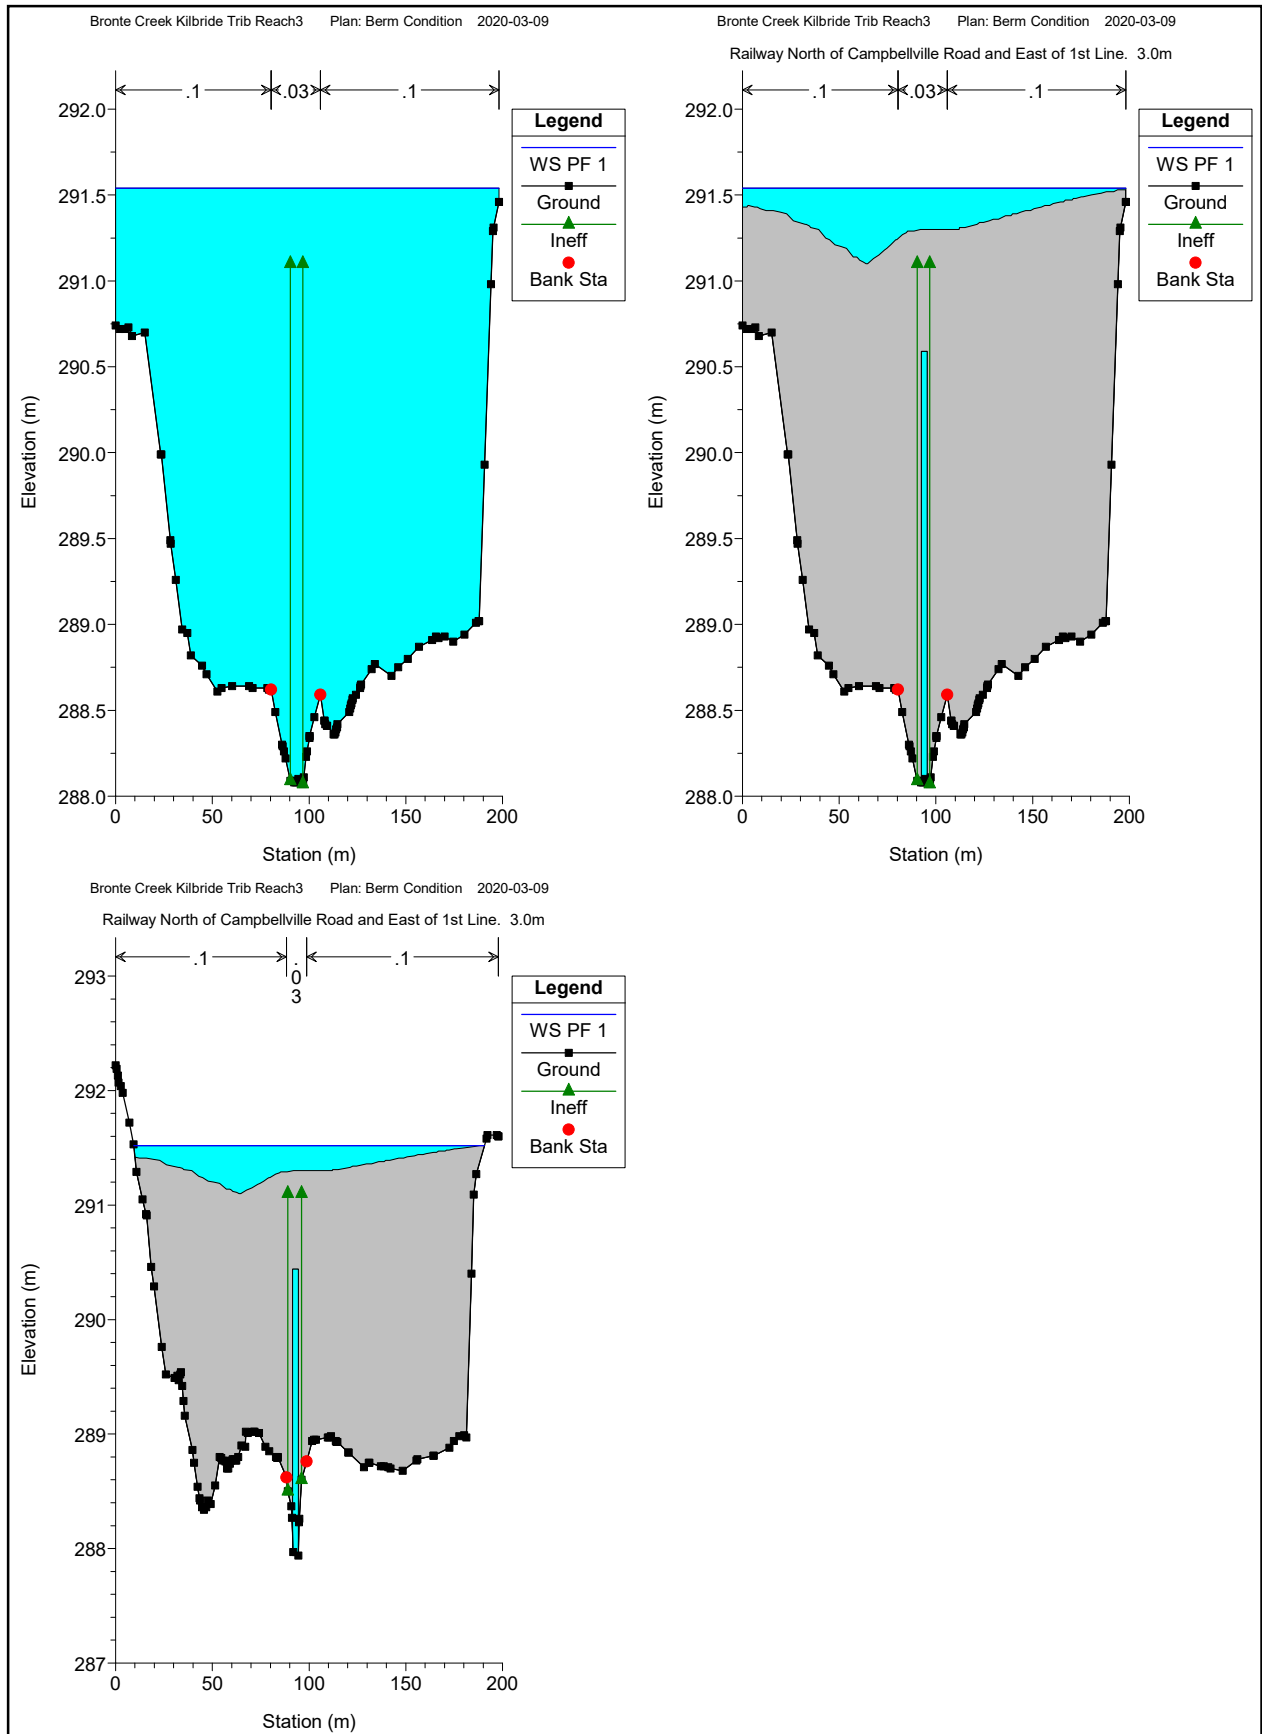 Bronte Creek Kilbride Trib Reach3 Plan: Berm Condition 2020-03-09
.1 .03 .1
Legend
WS PF 1
Ground
Ineff
Bank Sta
292.0
291.5
291.0
290.5
290.0
289.5
289.0
288.5
288.0
0 50 100 150 200
Elevation (m)
Station (m)
Bronte Creek Kilbride Trib Reach3 Plan: Berm Condition 2020-03-09
Railway North of Campbellville Road and East of 1st Line. 3.0m
.1 .03 .1
Legend
WS PF 1
Ground
Ineff
Bank Sta
292.0
291.5
291.0
290.5
290.0
289.5
289.0
288.5
288.0
0 50 100 150 200
Elevation (m)
Station (m)
Bronte Creek Kilbride Trib Reach3 Plan: Berm Condition 2020-03-09
Railway North of Campbellville Road and East of 1st Line. 3.0m
.1 .03 .1
Legend
WS PF 1
Ground
Ineff
Bank Sta
293
292
291
290
289
288
287
0 50 100 150 200
Elevation (m)
Station (m)